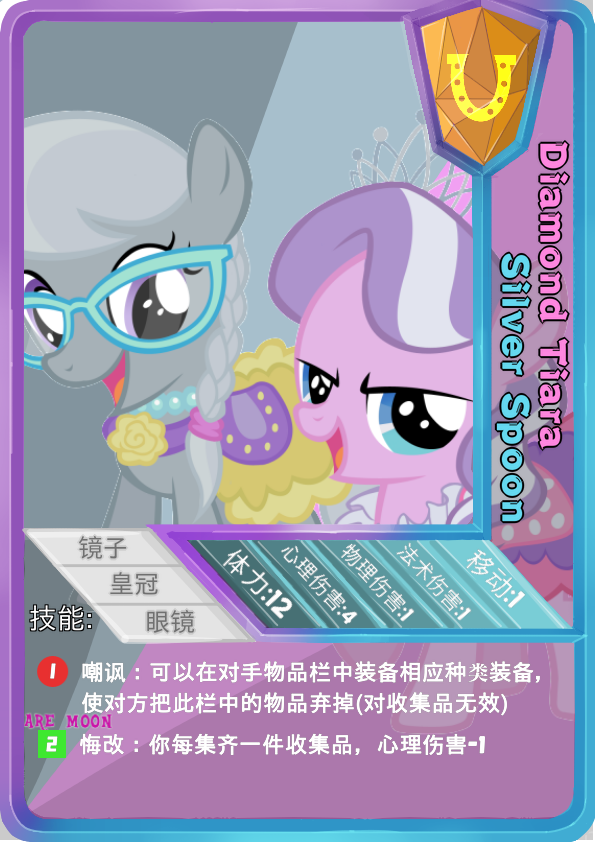 Diamond Tiara
Silver Spoon
镜子
皇冠
眼镜
体力:12
心理伤害:4
物理伤害:1
法术伤害:1
移动:1
技能:
1 嘲讽：可以在对手物品栏中装备相应种类装备，
使对方把此栏中的物品弃掉(对收集品无效)
ARE MOON
2 悔改：你每集齐一件收集品，心理伤害-1